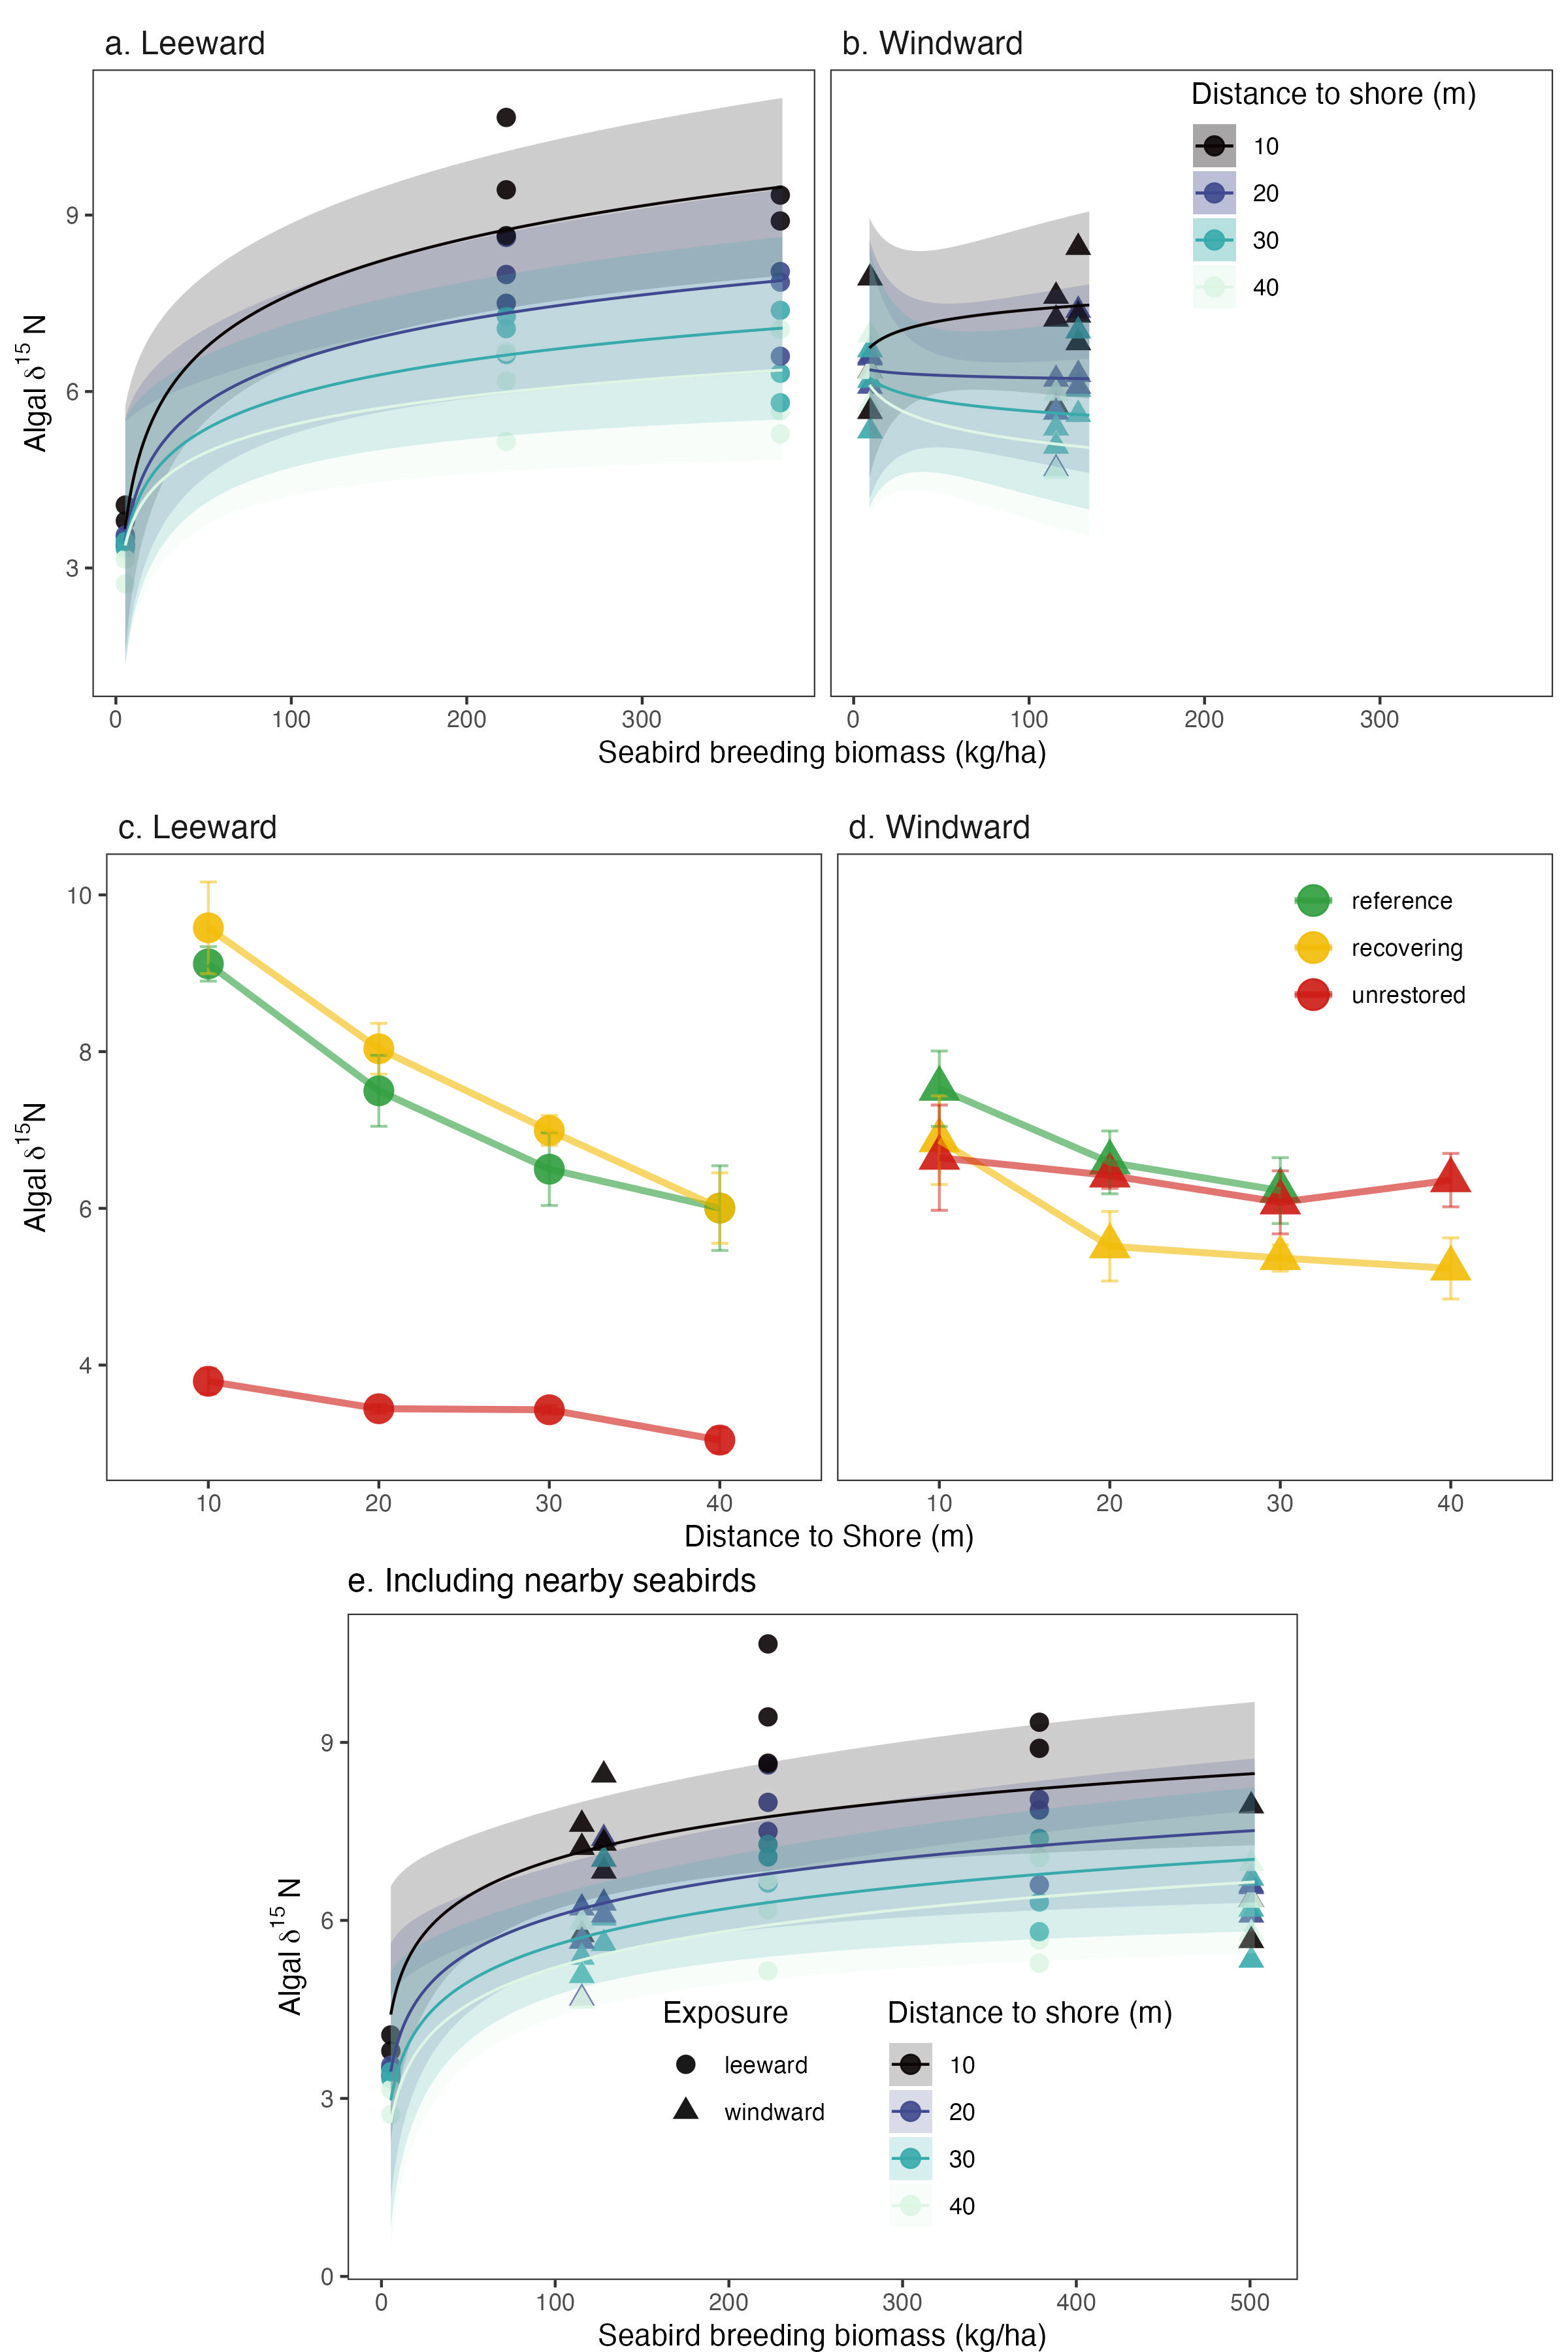 a. Leeward
b. Windward
Distance to shore (m)
10
20
30
40
9
6
3
Algal δ¹⁵ N
0 100 200 300
0 100 200 300
Seabird breeding biomass (kg/ha)
c. Leeward
d. Windward
reference
recovering
unrestored
10
8
6
4
Algal δ¹⁵N
10 20 30 40
10 20 30 40
Distance to Shore (m)
e. Including nearby seabirds
9
6
3
0
Algal δ¹⁵ N
Exposure
leeward
windward
Distance to shore (m)
10
20
30
40
0 100 200 300 400 500
Seabird breeding biomass (kg/ha)